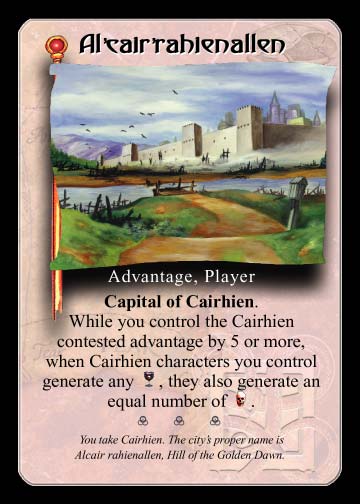 Al'cair'rahienallen
Advantage, Player
Capital of Cairhien.
While you control the Cairhien
contested advantage by 5 or more,
when Cairhien characters you control
generate any , they also generate an
equal number of .
You take Cairhien. The city's proper name is
Alcair rahienallen, Hill of the Golden Dawn.